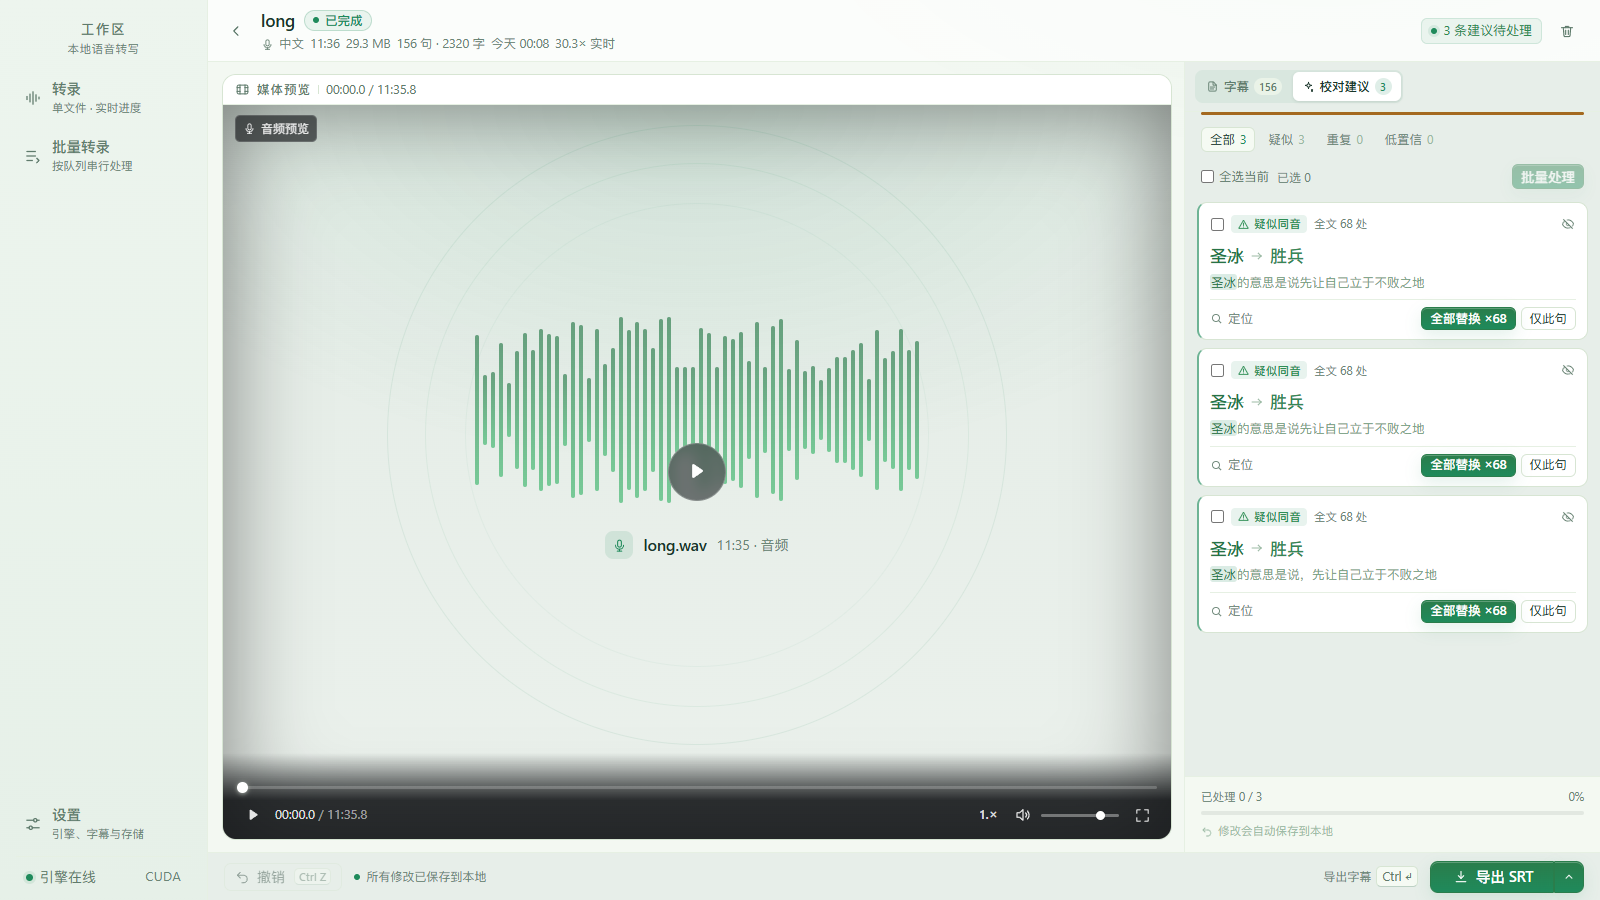 工作区
本地语音转写
转录
单文件 · 实时进度
批量转录
按队列串行处理
设置
引擎、字幕与存储
引擎在线 CUDA
long 已完成
中文 11:36 29.3 MB 156 句 · 2320 字 今天 00:08 30.3× 实时
3 条建议待处理
媒体预览 00:00.0 / 11:35.8
音频预览
long.wav 11:35 · 音频
00:00.0 / 11:35.8 1.×
字幕 156 校对建议 3
全部 3 疑似 3 重复 0 低置信 0
全选当前 已选 0 批量处理
疑似同音 全文 68 处
圣冰 → 胜兵
圣冰的意思是说先让自己立于不败之地
定位 全部替换 ×68 仅此句
疑似同音 全文 68 处
圣冰 → 胜兵
圣冰的意思是说先让自己立于不败之地
定位 全部替换 ×68 仅此句
疑似同音 全文 68 处
圣冰 → 胜兵
圣冰的意思是说，先让自己立于不败之地
定位 全部替换 ×68 仅此句
已处理 0 / 3 0%
修改会自动保存到本地
撤销 Ctrl Z 所有修改已保存到本地
导出字幕 Ctrl ↵ 导出 SRT